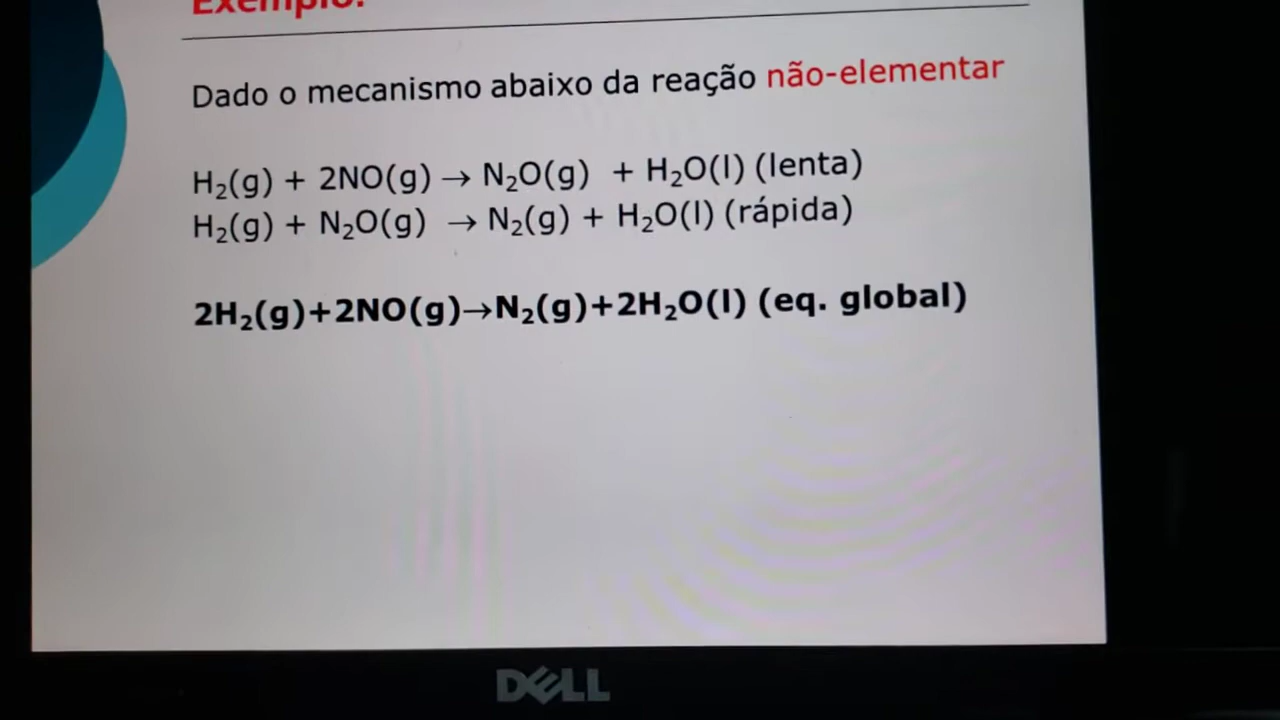 Exemplo:
Dado o mecanismo abaixo da reação não-elementar
H₂(g) + 2NO(g) → N₂O(g) + H₂O(l) (lenta)
H₂(g) + N₂O(g) → N₂(g) + H₂O(l) (rápida)
2H₂(g)+2NO(g)→N₂(g)+2H₂O(l) (eq. global)
DELL